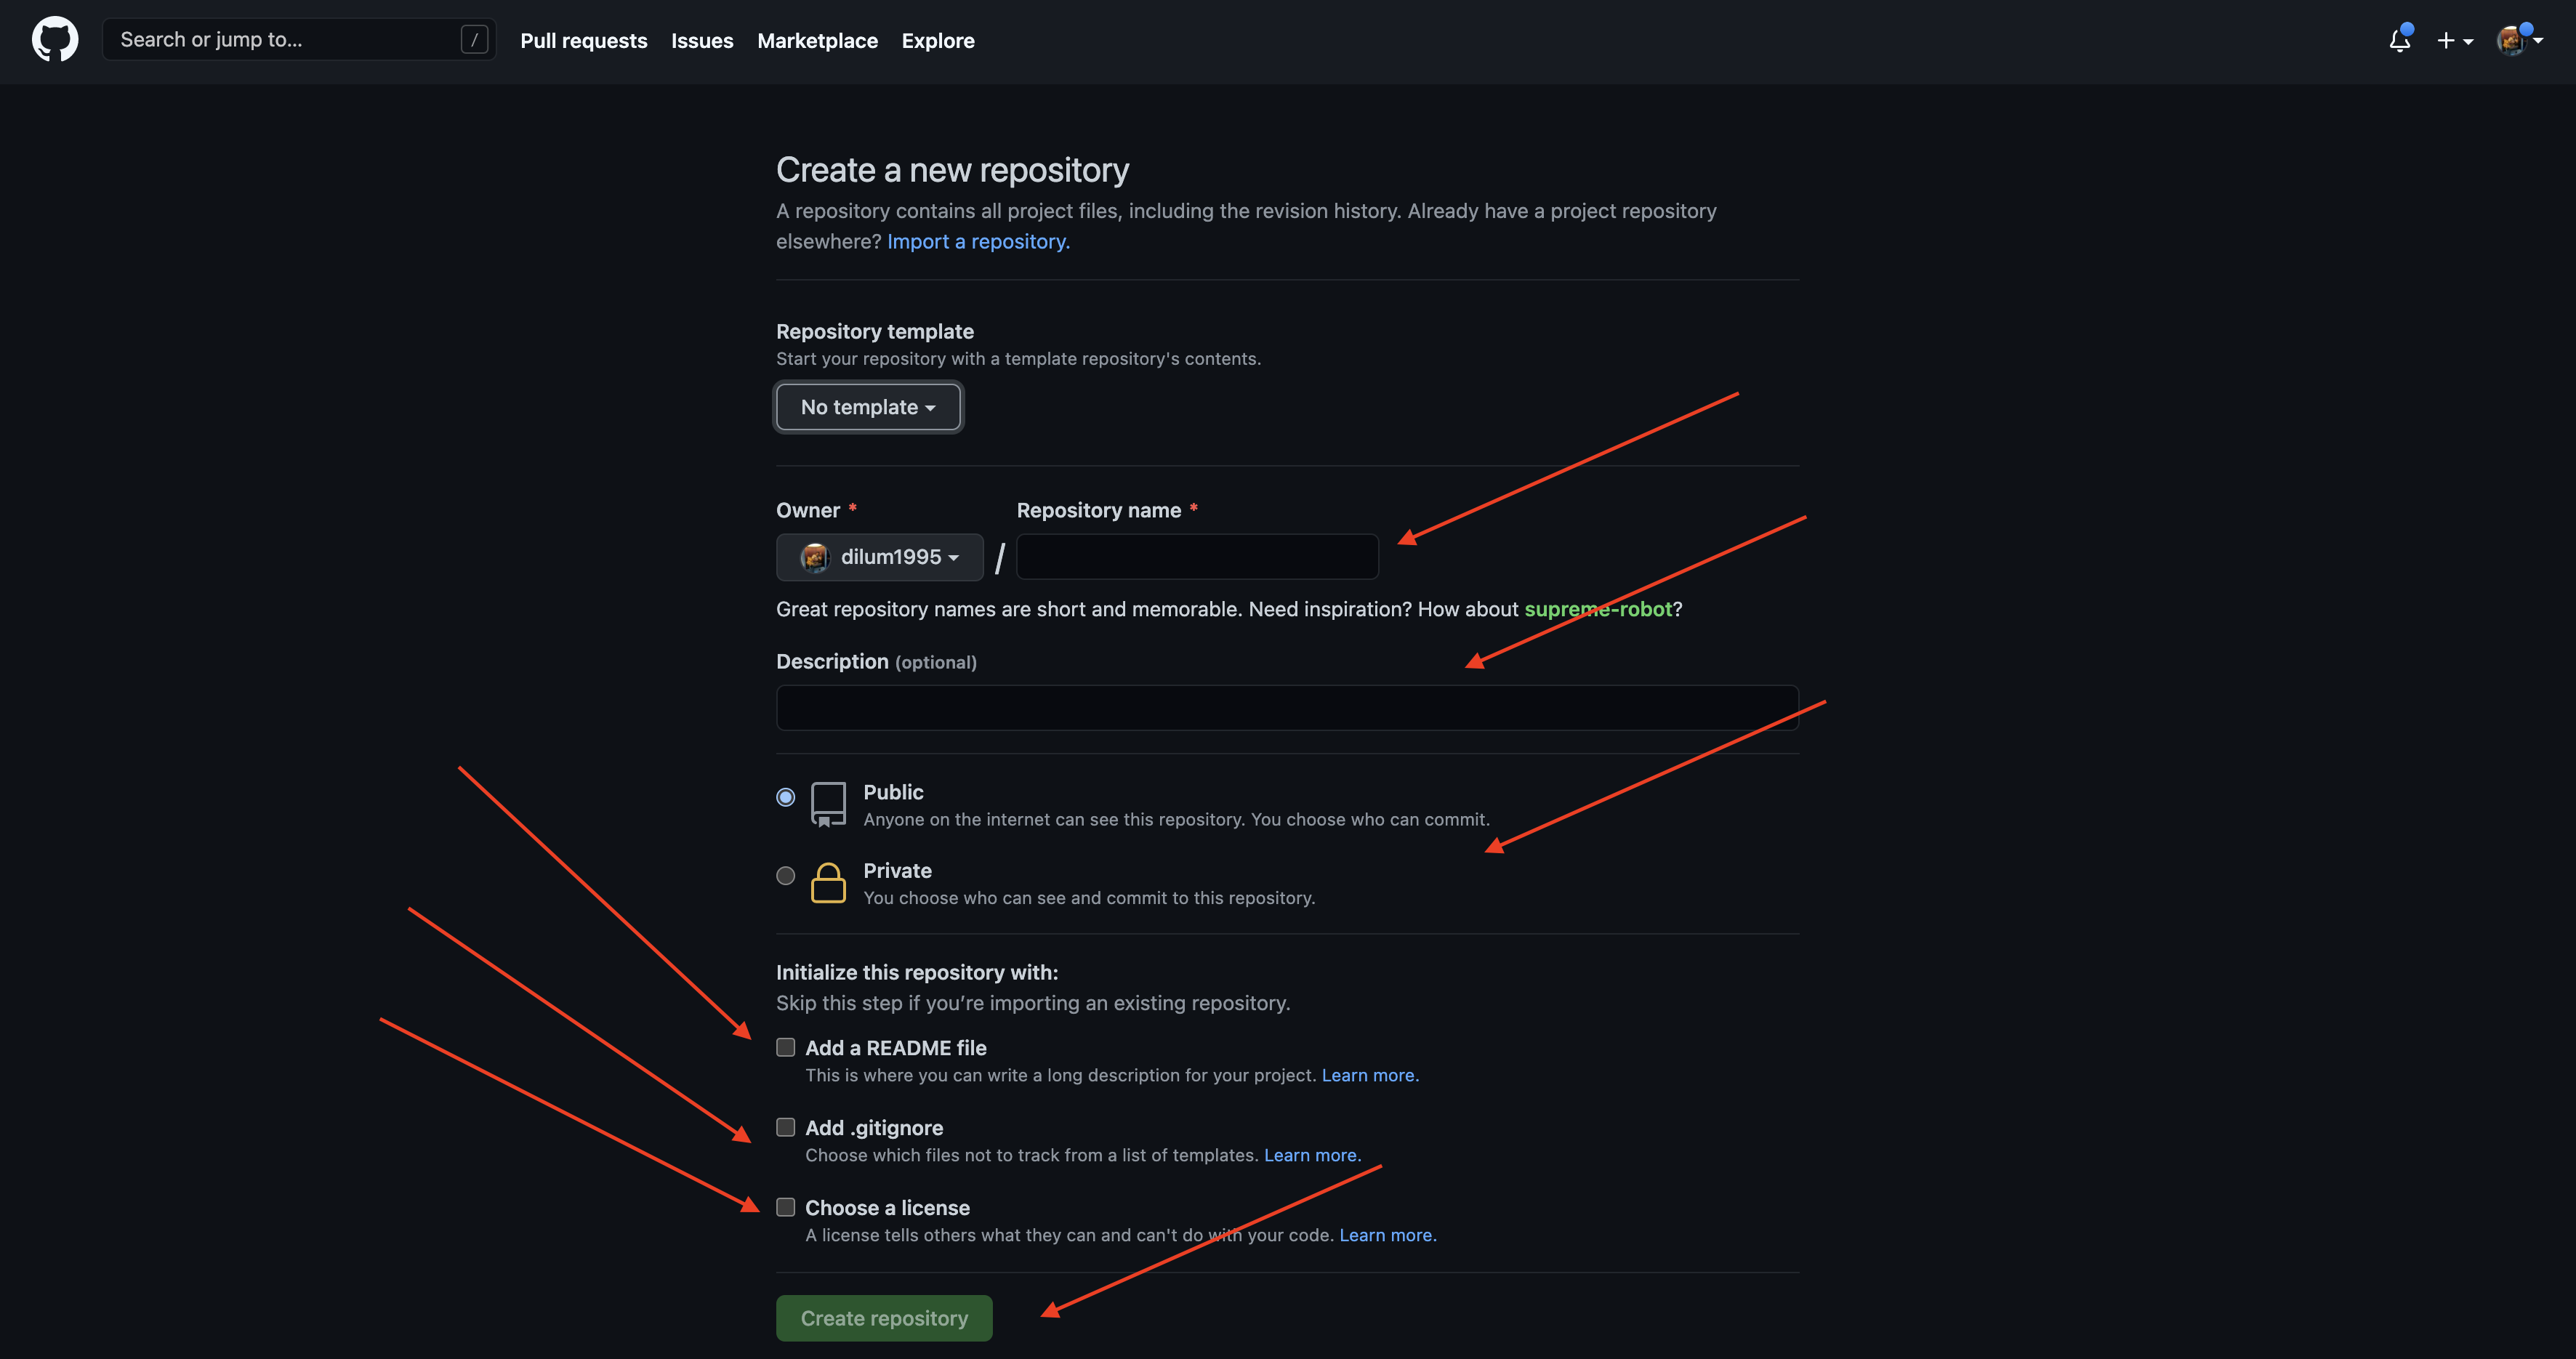 Search or jump to... /
Pull requests Issues Marketplace Explore
Create a new repository
A repository contains all project files, including the revision history. Already have a project repository
elsewhere? Import a repository.
Repository template
Start your repository with a template repository's contents.
No template
Owner * Repository name *
dilum1995 /
Great repository names are short and memorable. Need inspiration? How about supreme-robot?
Description (optional)
Public
Anyone on the internet can see this repository. You choose who can commit.
Private
You choose who can see and commit to this repository.
Initialize this repository with:
Skip this step if you’re importing an existing repository.
Add a README file
This is where you can write a long description for your project. Learn more.
Add .gitignore
Choose which files not to track from a list of templates. Learn more.
Choose a license
A license tells others what they can and can't do with your code. Learn more.
Create repository